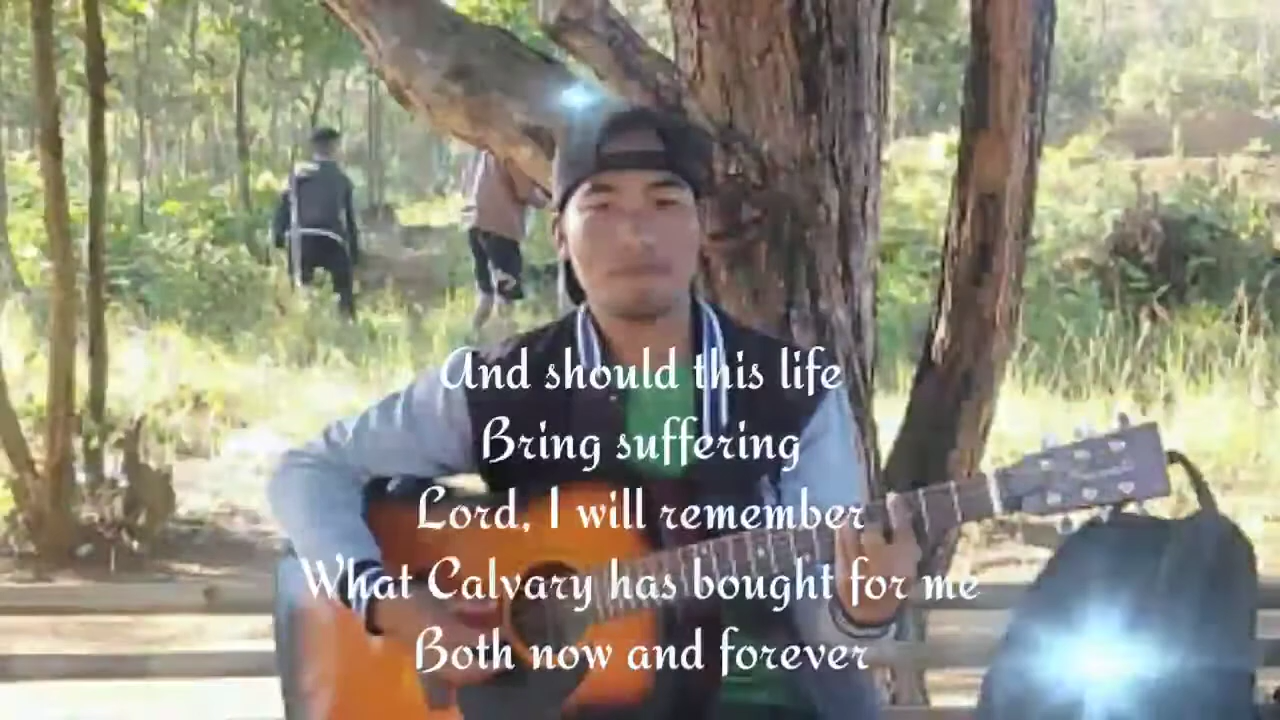 And should this life
Bring suffering
Lord, I will remember
What Calvary has bought for me
Both now and forever